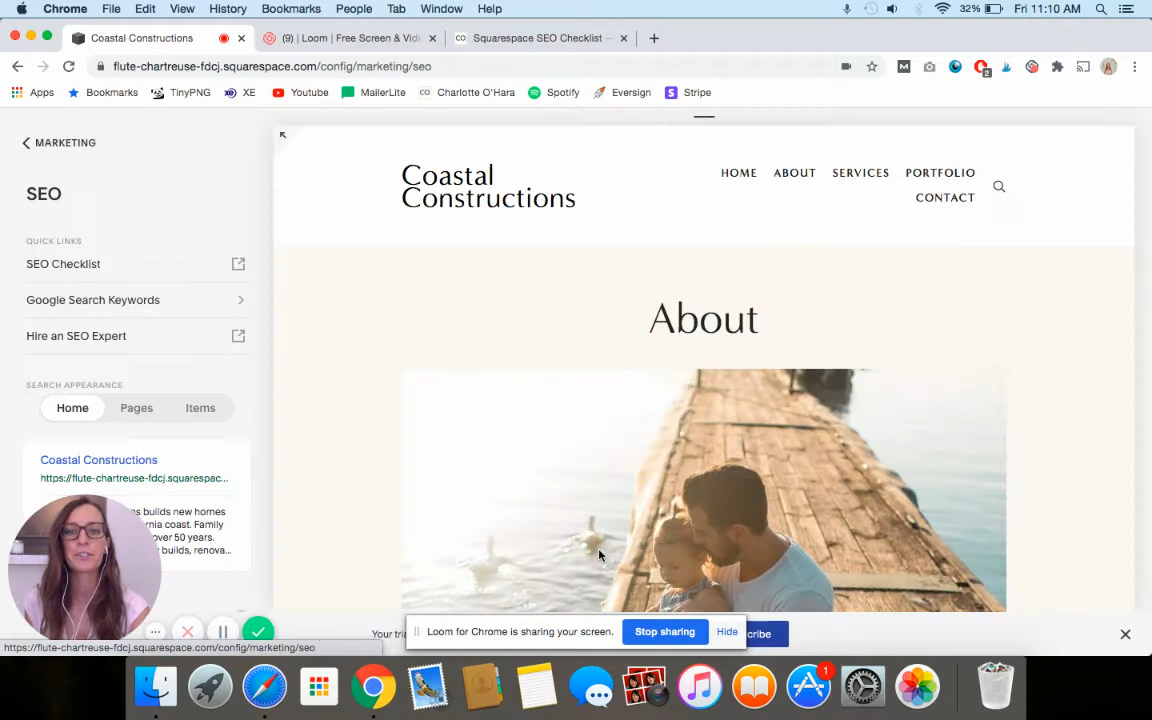 Chrome File Edit View History Bookmarks People Tab Window Help
32% Fri 11:10 AM
Coastal Constructions
(9) | Loom | Free Screen & Vid
Squarespace SEO Checklist –
flute-chartreuse-fdcj.squarespace.com/config/marketing/seo
2
Apps Bookmarks TinyPNG XE Youtube MailerLite Charlotte O'Hara Spotify Eversign Stripe
MARKETING
SEO
QUICK LINKS
SEO Checklist
Google Search Keywords
Hire an SEO Expert
SEARCH APPEARANCE
Home Pages Items
Coastal Constructions
https://flute-chartreuse-fdcj.squarespac...
builds new homes
coast. Family
over 50 years.
builds, renova...
Coastal
Constructions
HOME ABOUT SERVICES PORTFOLIO
CONTACT
About
Your
Loom for Chrome is sharing your screen.
Stop sharing
Hide
https://flute-chartreuse-fdcj.squarespace.com/config/marketing/seo
1